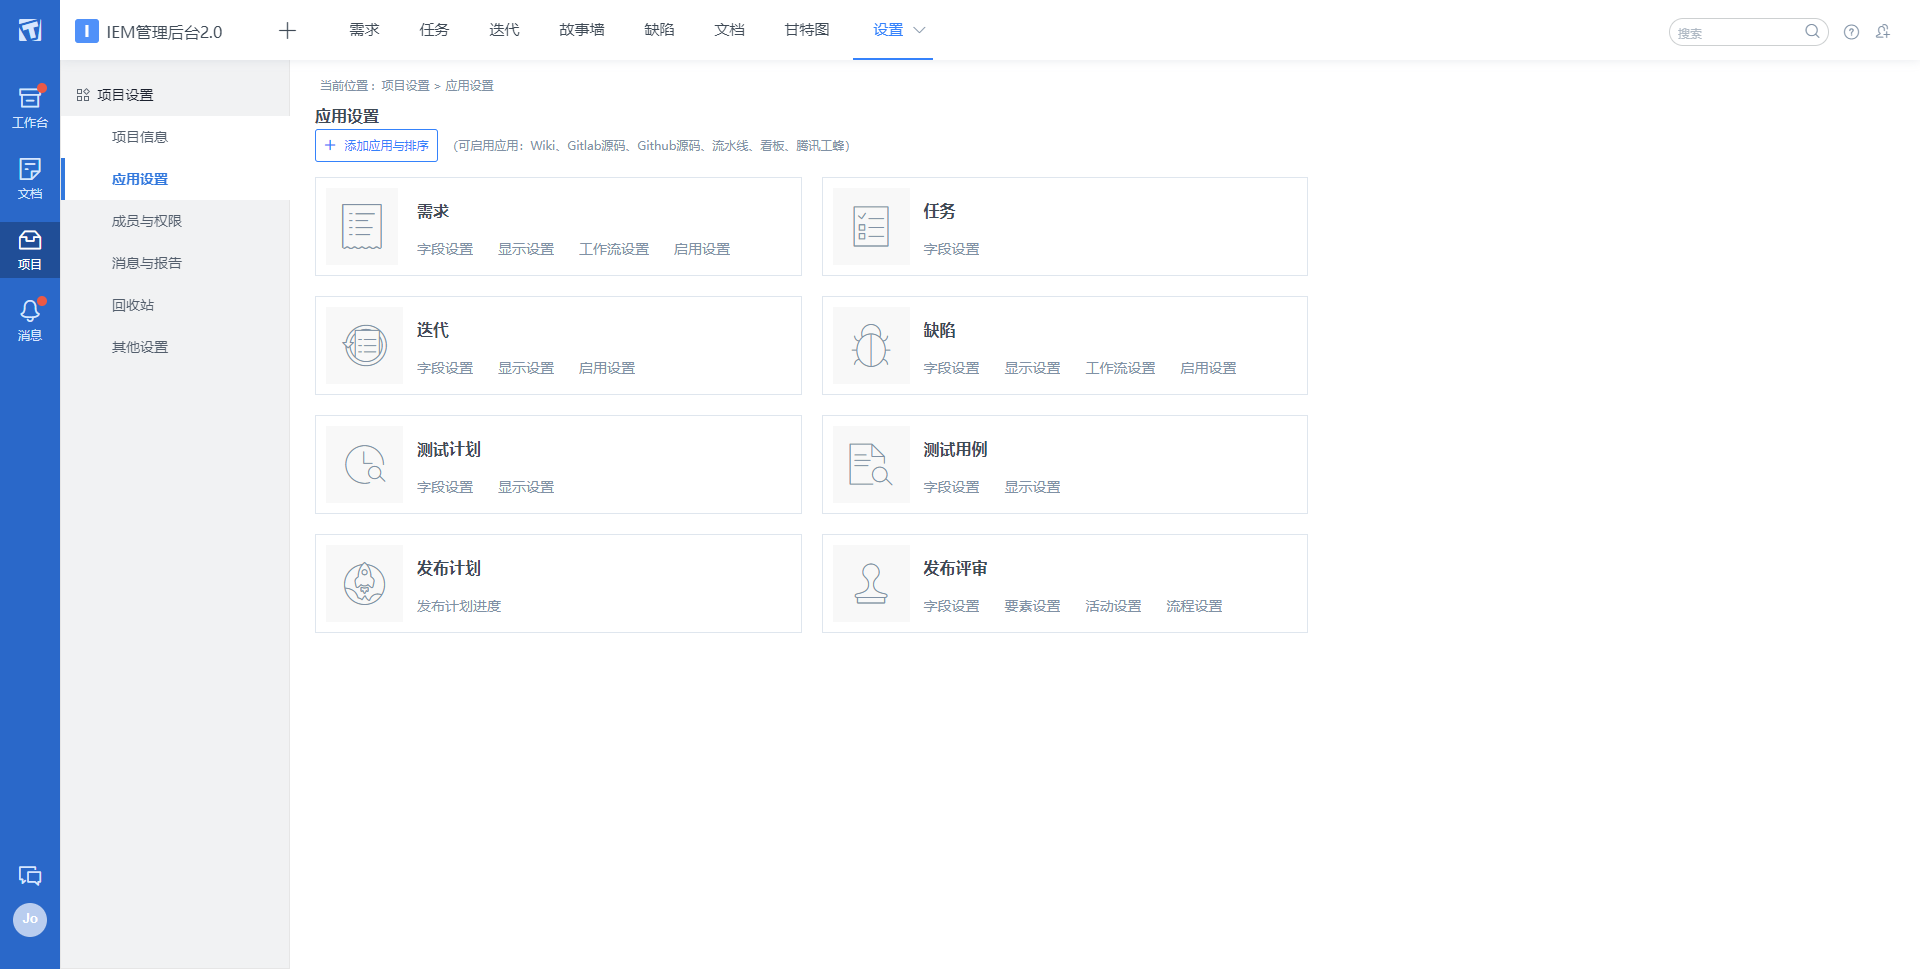 I IEM管理后台2.0
需求 任务 迭代 故事墙 缺陷 文档 甘特图 设置
搜索
工作台
文档
项目
消息
Jo
项目设置
项目信息
应用设置
成员与权限
消息与报告
回收站
其他设置
当前位置：项目设置 > 应用设置
应用设置
添加应用与排序 (可启用应用：Wiki、Gitlab源码、Github源码、流水线、看板、腾讯工蜂)
需求
字段设置 显示设置 工作流设置 启用设置
任务
字段设置
迭代
字段设置 显示设置 启用设置
缺陷
字段设置 显示设置 工作流设置 启用设置
测试计划
字段设置 显示设置
测试用例
字段设置 显示设置
发布计划
发布计划进度
发布评审
字段设置 要素设置 活动设置 流程设置